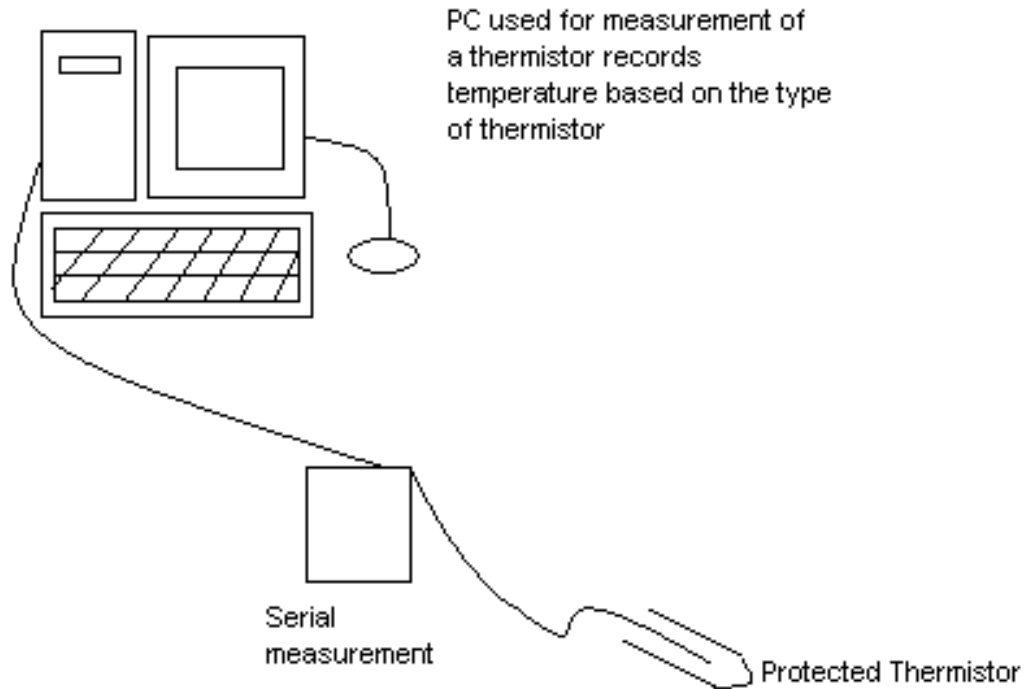 PC used for measurement of
a thermistor records
temperature based on the type
of thermistor
Serial
measurement
Protected Thermistor